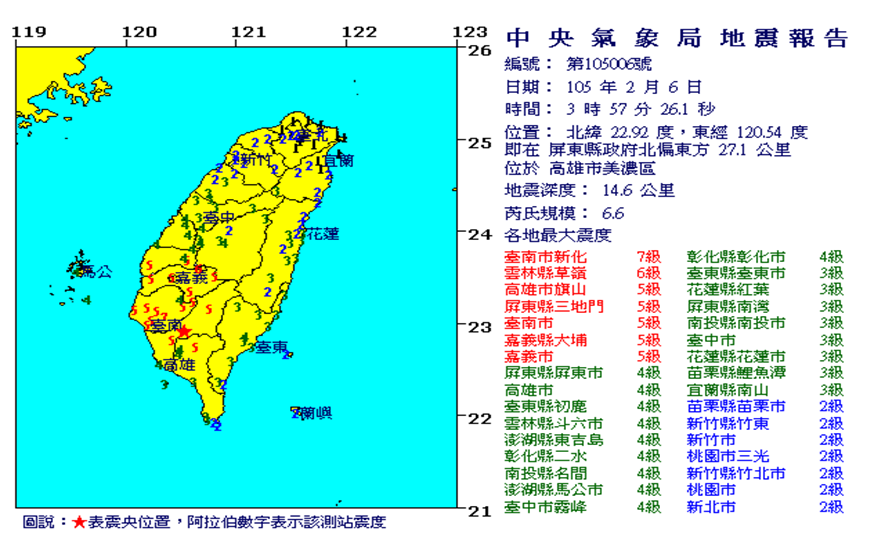 119 120 121 122 123
26
25
24
23
22
21
臺北
新竹
宜蘭
臺中
花蓮
馬公
嘉義
臺南
臺東
高雄
蘭嶼
圖說：★表震央位置，阿拉伯數字表示該測站震度
中央氣象局地震報告
編號： 第105006號
日期： 105 年 2 月 6 日
時間： 3 時 57 分 26.1 秒
位置： 北緯 22.92 度，東經 120.54 度
即在 屏東縣政府北偏東方 27.1 公里
位於 高雄市美濃區
地震深度： 14.6 公里
芮氏規模： 6.6
各地最大震度
臺南市新化 7級 彰化縣彰化市 4級
雲林縣草嶺 6級 臺東縣臺東市 3級
高雄市旗山 5級 花蓮縣紅葉 3級
屏東縣三地門 5級 屏東縣南灣 3級
臺南市 5級 南投縣南投市 3級
嘉義縣大埔 5級 臺中市 3級
嘉義市 5級 花蓮縣花蓮市 3級
屏東縣屏東市 4級 苗栗縣鯉魚潭 3級
高雄市 4級 宜蘭縣南山 3級
臺東縣初鹿 4級 苗栗縣苗栗市 2級
雲林縣斗六市 4級 新竹縣竹東 2級
澎湖縣東吉島 4級 新竹市 2級
彰化縣二水 4級 桃園市三光 2級
南投縣名間 4級 新竹縣竹北市 2級
澎湖縣馬公市 4級 桃園市 2級
臺中市霧峰 4級 新北市 2級